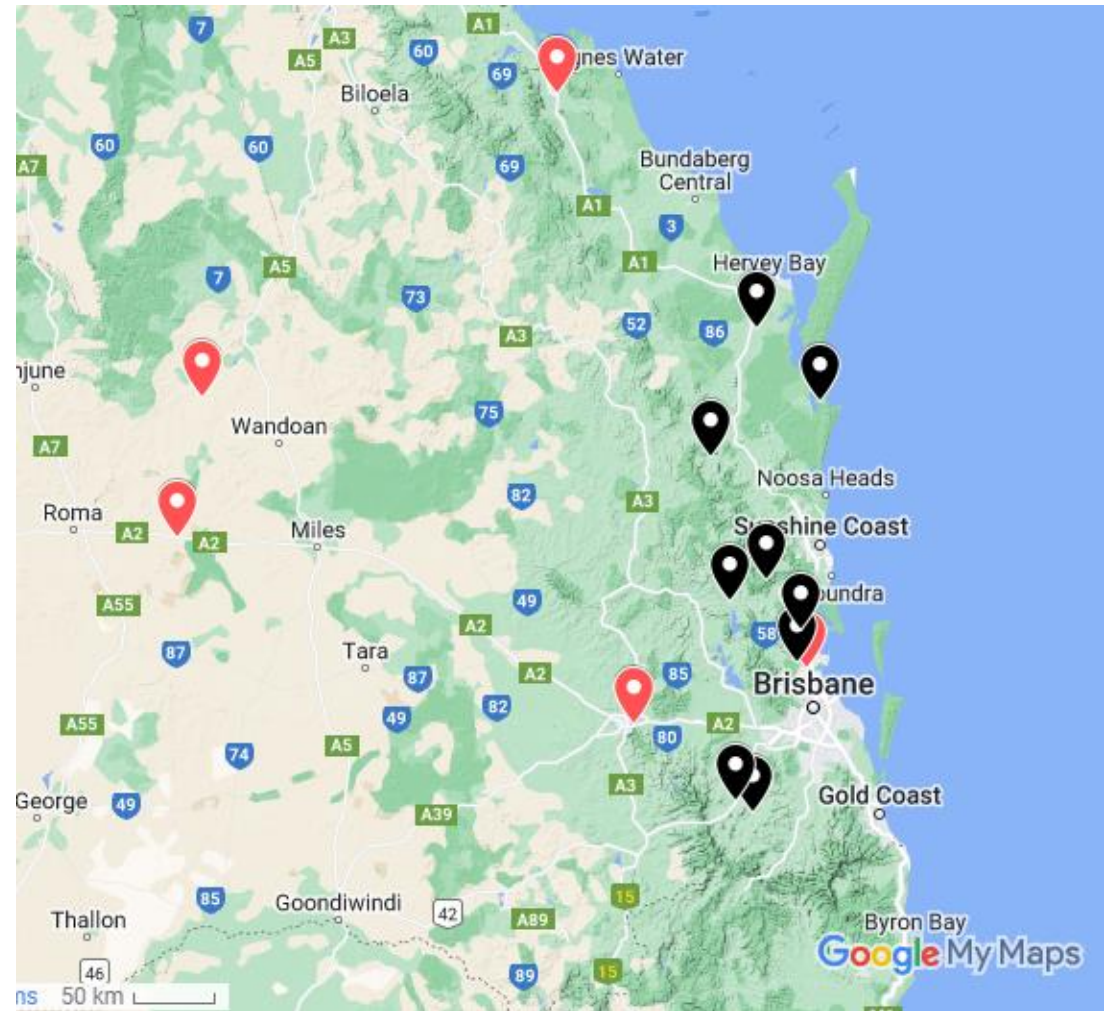 7
A1
A3
60
A5
69
gnes Water
Biloela
60
60
69
A7
Bundaberg
Central
A1
3
A1
Hervey Bay
A5
7
73
52
86
A3
njune
75
Wandoan
A7
Noosa Heads
82
A3
Roma
A2
A2
Miles
Sunshine Coast
49
oundra
A55
A2
58
87
Tara
A2
85
87
Brisbane
49
82
A55
A5
80
A2
74
George
49
A39
A3
Gold Coast
85
15
Goondiwindi
42
A89
Thallon
Byron Bay
Google My Maps
46
89
15
ns
50 km